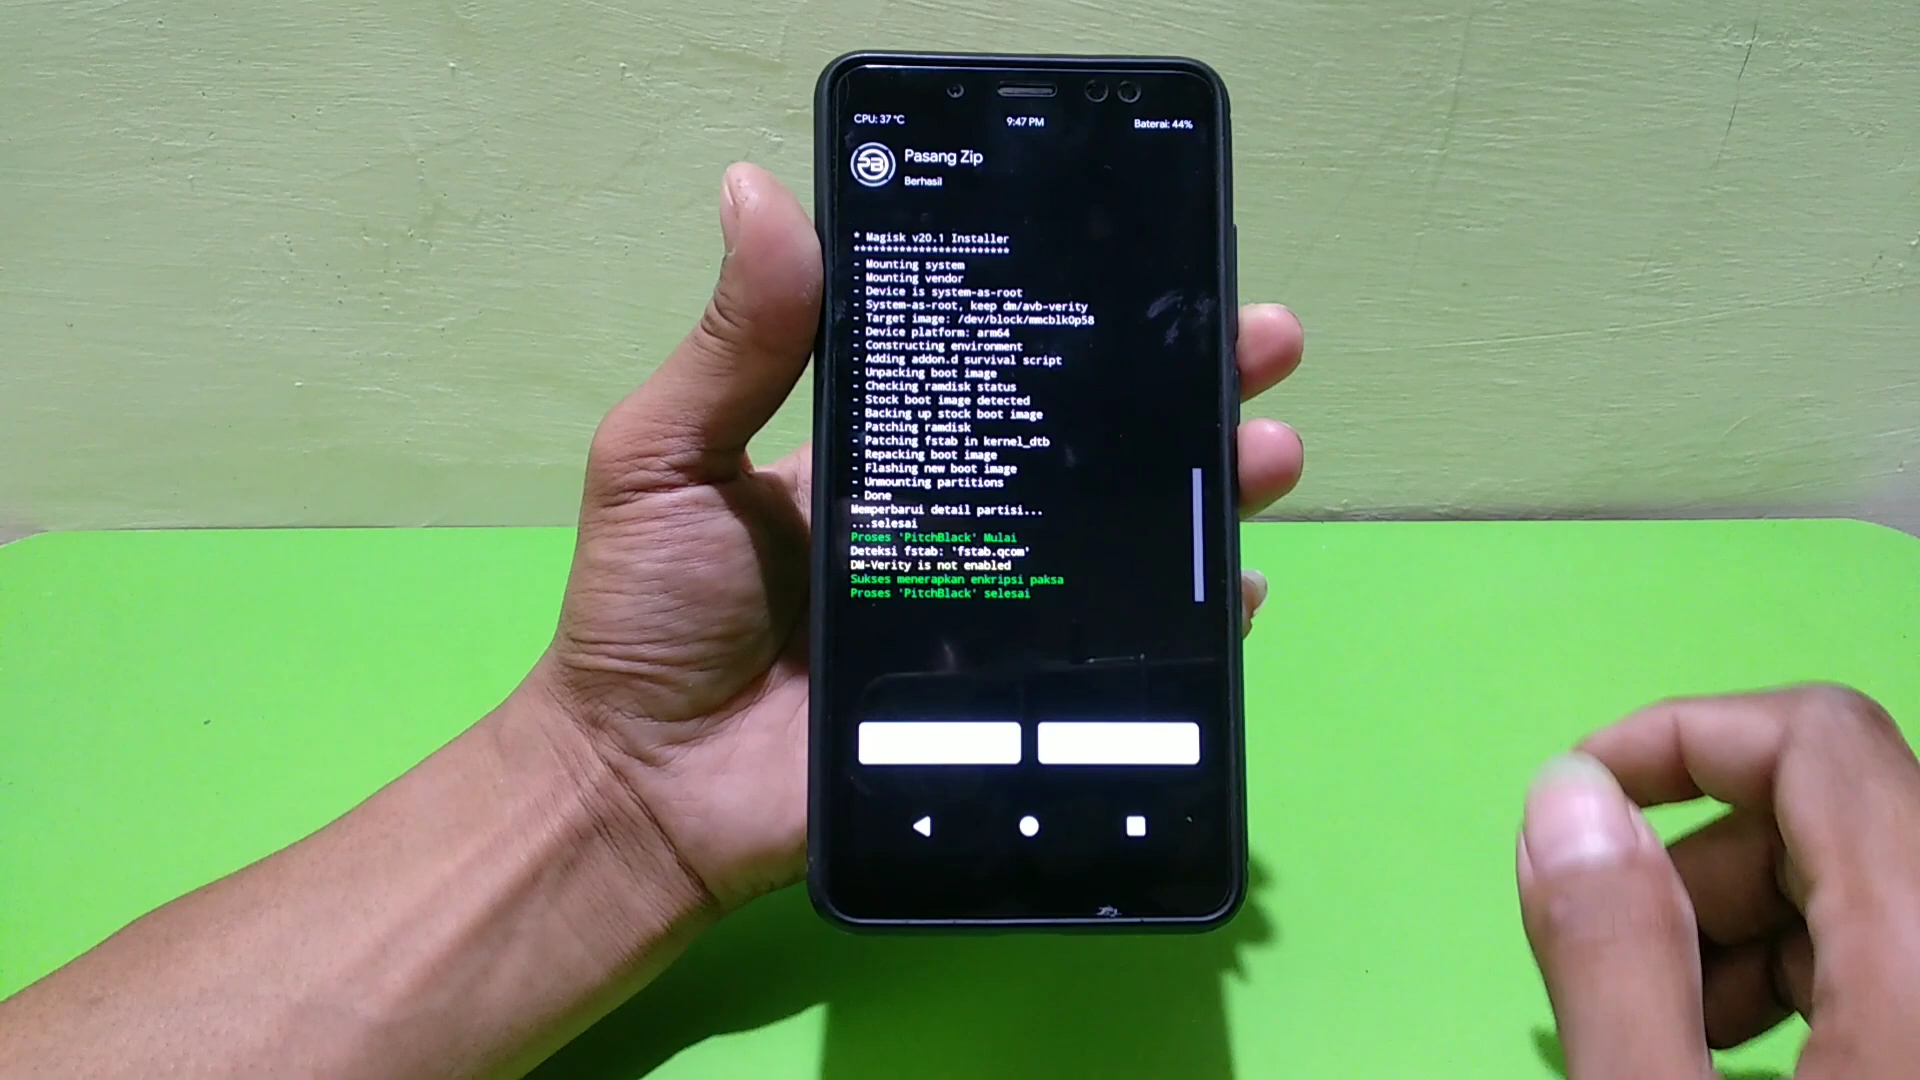 CPU: 37 °C 9:47 PM Baterai: 44%
PB Pasang Zip
Berhasil
* Magisk v20.1 Installer
************************
- Mounting system
- Mounting vendor
- Device is system-as-root
- System-as-root, keep dm/avb-verity
- Target image: /dev/block/mmcblk0p58
- Device platform: arm64
- Constructing environment
- Adding addon.d survival script
- Unpacking boot image
- Checking ramdisk status
- Stock boot image detected
- Backing up stock boot image
- Patching ramdisk
- Patching fstab in kernel_dtb
- Repacking boot image
- Flashing new boot image
- Unmounting partitions
- Done
Memperbarui detail partisi...
...selesai
Proses 'PitchBlack' Mulai
Deteksi fstab: 'fstab.qcom'
DM-Verity is not enabled
Sukses menerapkan enkripsi paksa
Proses 'PitchBlack' selesai